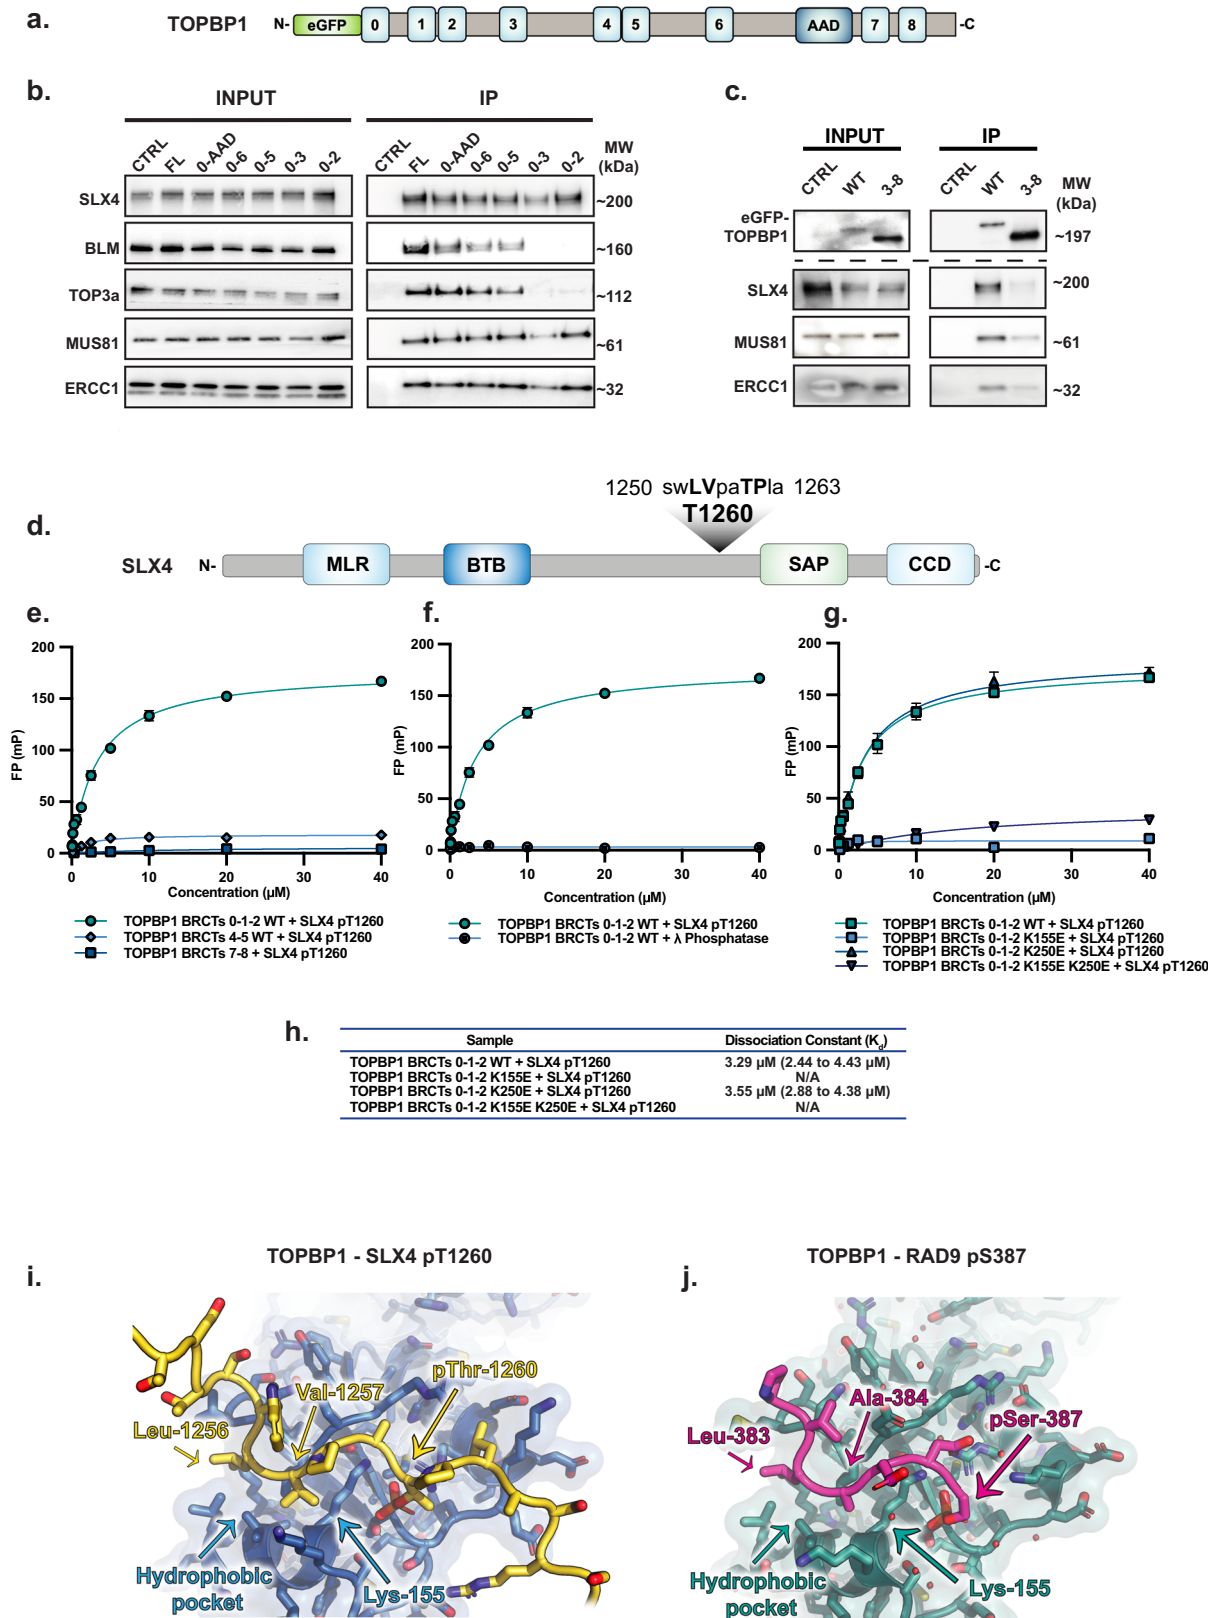 a.
TOPBP1 N- eGFP 0 1 2 3 4 5 6 AAD 7 8 -C
b.
INPUT IP
CTRL FL 0-AAD 0-6 0-5 0-3 0-2 CTRL FL 0-AAD 0-6 0-5 0-3 0-2 MW (kDa)
SLX4 ~200
BLM ~160
TOP3a ~112
MUS81 ~61
ERCC1 ~32
c.
INPUT IP
CTRL WT 3-8 CTRL WT 3-8 MW (kDa)
eGFP-
TOPBP1 ~197
SLX4 ~200
MUS81 ~61
ERCC1 ~32
d.
1250 swLVpaTPla 1263
T1260
SLX4 N- MLR BTB SAP CCD -C
e.
200
150
100
50
0
FP (mP)
0 10 20 30 40
Concentration (µM)
TOPBP1 BRCTs 0-1-2 WT + SLX4 pT1260
TOPBP1 BRCTs 4-5 WT + SLX4 pT1260
TOPBP1 BRCTs 7-8 + SLX4 pT1260
f.
200
150
100
50
0
FP (mP)
0 10 20 30 40
Concentration (µM)
TOPBP1 BRCTs 0-1-2 WT + SLX4 pT1260
TOPBP1 BRCTs 0-1-2 WT + λ Phosphatase
g.
200
150
100
50
0
FP (mP)
0 10 20 30 40
Concentration (µM)
TOPBP1 BRCTs 0-1-2 WT + SLX4 pT1260
TOPBP1 BRCTs 0-1-2 K155E + SLX4 pT1260
TOPBP1 BRCTs 0-1-2 K250E + SLX4 pT1260
TOPBP1 BRCTs 0-1-2 K155E K250E + SLX4 pT1260
h.
Sample Dissociation Constant (Kd)
TOPBP1 BRCTs 0-1-2 WT + SLX4 pT1260 3.29 µM (2.44 to 4.43 µM)
TOPBP1 BRCTs 0-1-2 K155E + SLX4 pT1260 N/A
TOPBP1 BRCTs 0-1-2 K250E + SLX4 pT1260 3.55 µM (2.88 to 4.38 µM)
TOPBP1 BRCTs 0-1-2 K155E K250E + SLX4 pT1260 N/A
TOPBP1 - SLX4 pT1260
i.
pThr-1260
Val-1257
Leu-1256
Hydrophobic
pocket
Lys-155
TOPBP1 - RAD9 pS387
j.
Ala-384
pSer-387
Leu-383
Hydrophobic
pocket
Lys-155